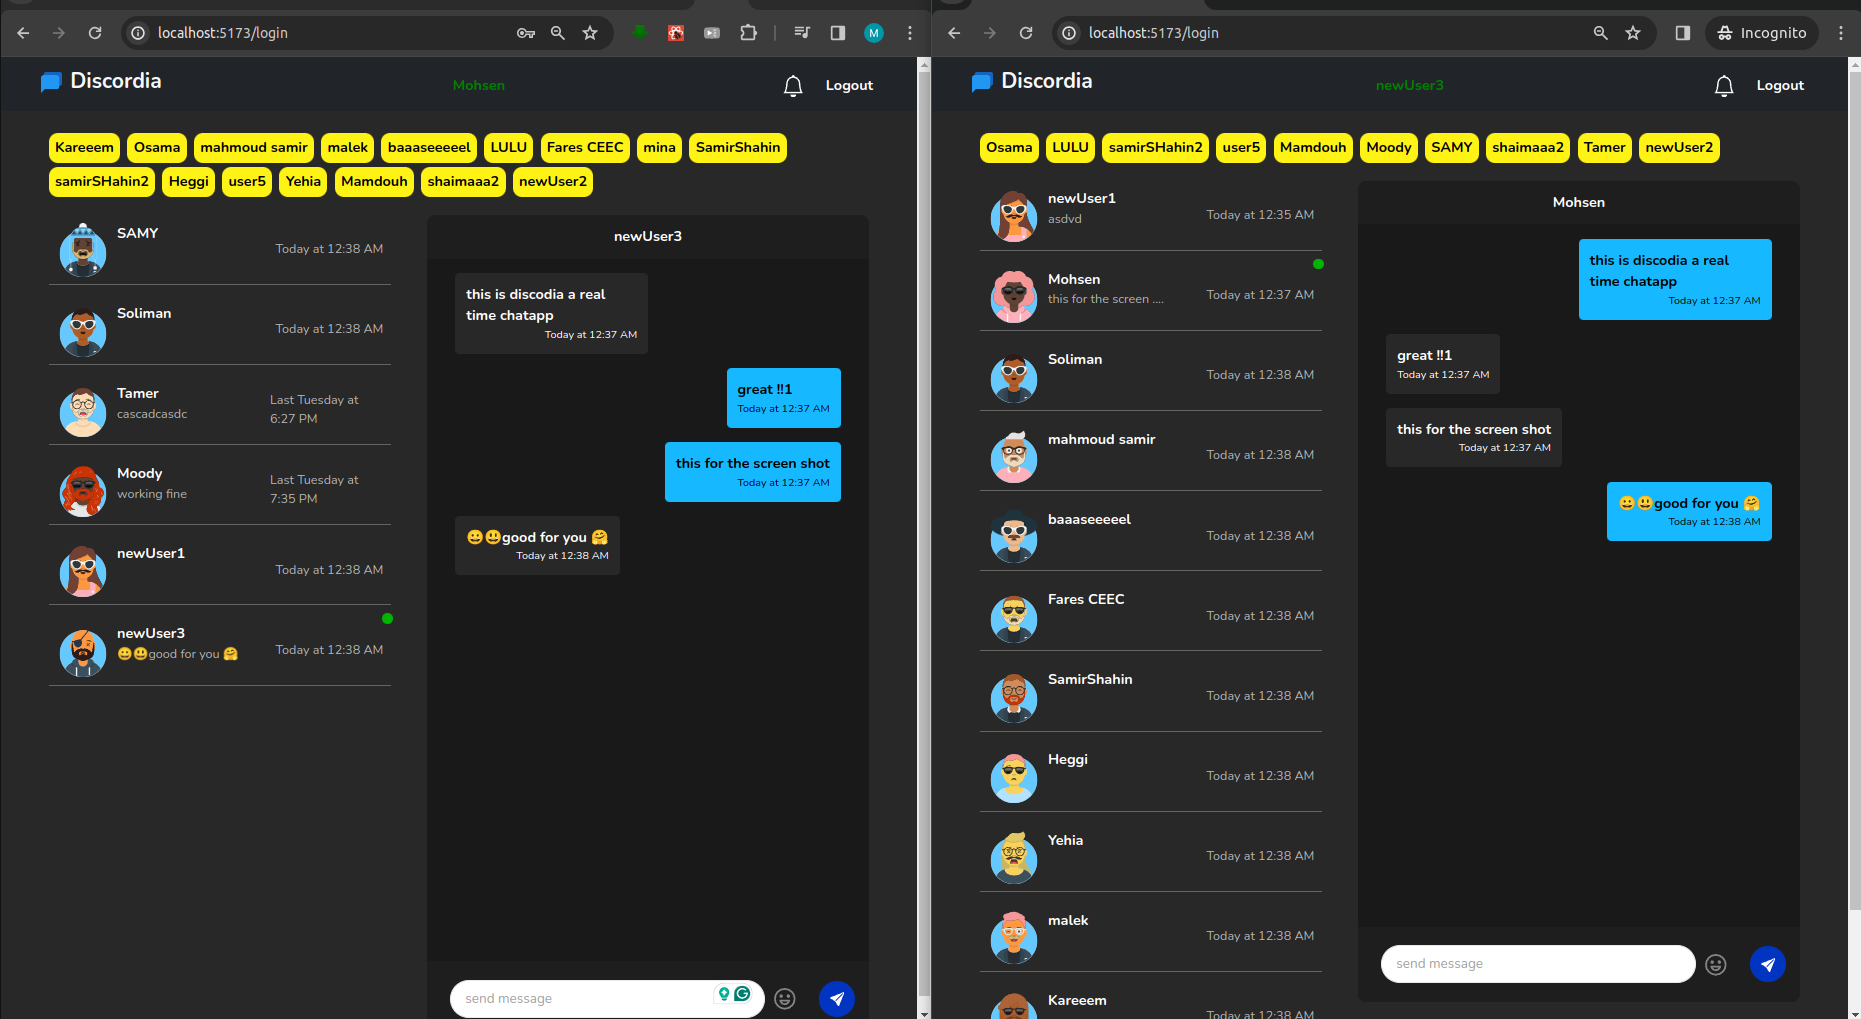 localhost:5173/login
M
Discordia
Mohsen
Logout
Kareeem Osama mahmoud samir malek baaaseeeeel LULU Fares CEEC mina SamirShahin
samirSHahin2 Heggi user5 Yehia Mamdouh shaimaaa2 newUser2
SAMY
Today at 12:38 AM
Soliman
Today at 12:38 AM
Tamer
cascadcasdc
Last Tuesday at
6:27 PM
Moody
working fine
Last Tuesday at
7:35 PM
newUser1
Today at 12:38 AM
newUser3
😀😃good for you 🤗
Today at 12:38 AM
newUser3
this is discodia a real
time chatapp
Today at 12:37 AM
great !!1
Today at 12:37 AM
this for the screen shot
Today at 12:37 AM
😀😃good for you 🤗
Today at 12:38 AM
send message
localhost:5173/login
Incognito
Discordia
newUser3
Logout
Osama LULU samirSHahin2 user5 Mamdouh Moody SAMY shaimaaa2 Tamer newUser2
newUser1
asdvd
Today at 12:35 AM
Mohsen
this for the screen ....
Today at 12:37 AM
Soliman
Today at 12:38 AM
mahmoud samir
Today at 12:38 AM
baaaseeeeel
Today at 12:38 AM
Fares CEEC
Today at 12:38 AM
SamirShahin
Today at 12:38 AM
Heggi
Today at 12:38 AM
Yehia
Today at 12:38 AM
malek
Today at 12:38 AM
Kareeem
Today at 12:38 AM
Mohsen
this is discodia a real
time chatapp
Today at 12:37 AM
great !!1
Today at 12:37 AM
this for the screen shot
Today at 12:37 AM
😀😃good for you 🤗
Today at 12:38 AM
send message